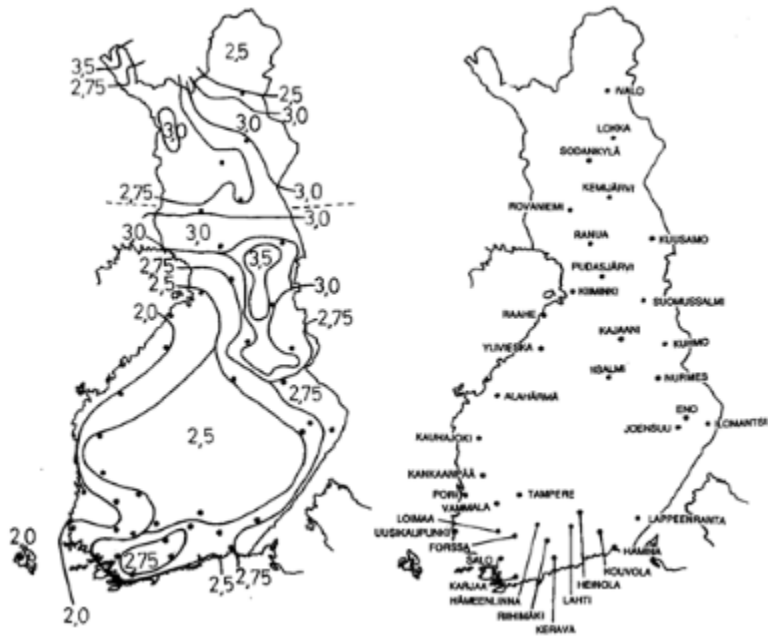 2,5
3,5
2,75
2,5
3,0
3,0
3,0
3,0
2,75
3,0
3,0
3,0
3,5
2,75
2,5
3,0
2,0
2,75
2,75
2,5
2,0
2,75
2,5
2,75
2,0
IVALO
LOKKA
SODANKYLÄ
KEMIJÄRVI
ROVANIEMI
RANUA
KUUSAMO
PUDASJÄRVI
KIIMINKI
SUOMUSSALMI
RAAHE
KAJAANI
YLIVIESKA
KUHMO
IISALMI
NURMES
ALAHÄRMÄ
ENO
ILOMANTSI
JOENSUU
KAUHAJOKI
KANKAANPÄÄ
PORI
TAMPERE
VAMMALA
LAPPEENRANTA
LOIMAA
UUSIKAUPUNKI
FORSSA
HAMINA
SALO
KOUVOLA
KARJAA
HEINOLA
HÄMEENLINNA
LAHTI
RIIHIMÄKI
KERAVA